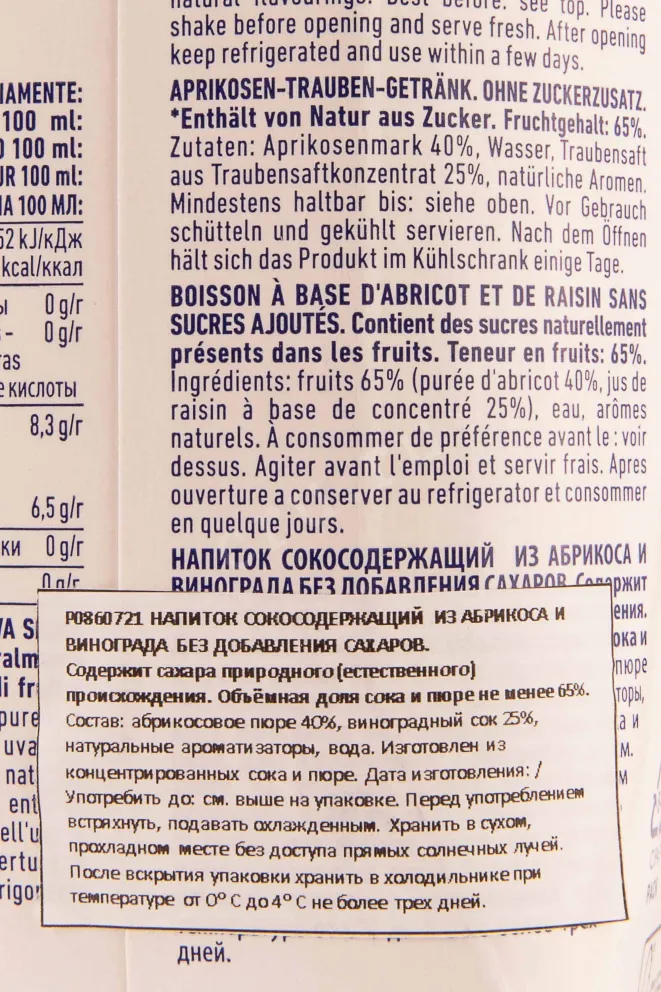 see top. Please
shake before opening and serve fresh. After opening
keep refrigerated and use within a few days.
APRIKOSEN-TRAUBEN-GETRÄNK. OHNE ZUCKERZUSATZ.
*Enthält von Natur aus Zucker. Fruchtgehalt: 65%.
Zutaten: Aprikosenmark 40%, Wasser, Traubensaft
aus Traubensaftkonzentrat 25%, natürliche Aromen.
Mindestens haltbar bis: siehe oben. Vor Gebrauch
schütteln und gekühlt servieren. Nach dem Öffnen
hält sich das Produkt im Kühlschrank einige Tage.
BOISSON À BASE D'ABRICOT ET DE RAISIN SANS
SUCRES AJOUTÉS. Contient des sucres naturellement
présents dans les fruits. Teneur en fruits: 65%.
Ingrédients: fruits 65% (purée d'abricot 40%, jus de
raisin à base de concentré 25%), eau, arômes
naturels. À consommer de préférence avant le : voir
dessus. Agiter avant l'emploi et servir frais. Apres
ouverture a conserver au refrigerator et consommer
en quelque jours.
НАПИТОК СОКОСОДЕРЖАЩИЙ ИЗ АБРИКОСА И
ВИНОГРАДА БЕЗ ДОБАВЛЕНИЯ САХАРОВ.
P0860721 НАПИТОК СОКОСОДЕРЖАЩИЙ ИЗ АБРИКОСА И
ВИНОГРАДА БЕЗ ДОБАВЛЕНИЯ САХАРОВ.
Содержит сахара природного (естественного)
происхождения. Объёмная доля сока и пюре не менее 65%.
Состав: абрикосовое пюре 40%, виноградный сок 25%,
натуральные ароматизаторы, вода. Изготовлен из
концентрированных сока и пюре. Дата изготовления: /
Употребить до: см. выше на упаковке. Перед употреблением
встряхнуть, подавать охлажденным. Хранить в сухом,
прохладном месте без доступа прямых солнечных лучей.
После вскрытия упаковки хранить в холодильнике при
температуре от 0° С до 4° С не более трех дней.
дней.
100 ml:
100 ml:
100 ml:
100 МЛ:
kJ/кДж
kcal/ккал
0 g/г
0 g/г
кислоты
8,3 g/г
6,5 g/г
0 g/г